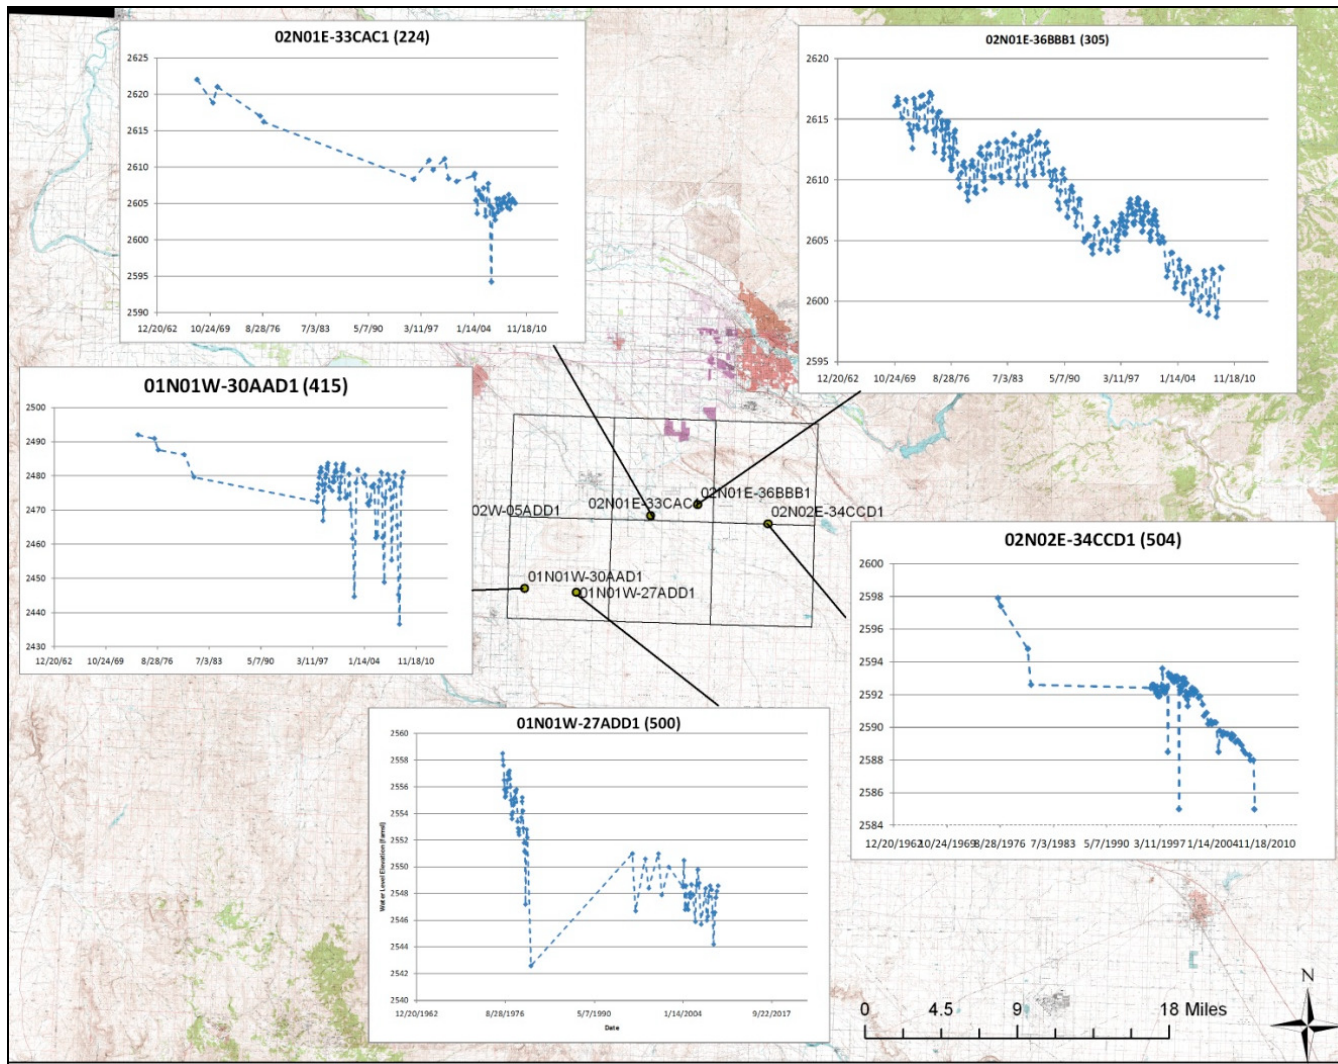 02N01E-33CAC1 (224)
2625
2620
2615
2610
2605
2600
2595
2590
12/20/62 10/24/69 8/28/76 7/3/83 5/7/90 3/11/97 1/14/04 11/18/10
02N01E-36BBB1 (305)
2620
2615
2610
2605
2600
2595
12/20/62 10/24/69 8/28/76 7/3/83 5/7/90 3/11/97 1/14/04 11/18/10
01N01W-30AAD1 (415)
2500
2490
2480
2470
2460
2450
2440
2430
12/20/62 10/24/69 8/28/76 7/3/83 5/7/90 3/11/97 1/14/04 11/18/10
02N01E-36BBB1
02N01E-33CAC
02W-05ADD1
02N02E-34CCD1
01N01W-30AAD1
01N01W-27ADD1
02N02E-34CCD1 (504)
2600
2598
2596
2594
2592
2590
2588
2586
2584
12/20/1962 10/24/1969 8/28/1976 7/3/1983 5/7/1990 3/11/1997 1/14/2004 11/18/2010
01N01W-27ADD1 (500)
Water Level Elevation (Famsl)
2560
2558
2556
2554
2552
2550
2548
2546
2544
2542
2540
12/20/1962 8/28/1976 5/7/1990 1/14/2004 9/22/2017
Date
0 4.5 9 18 Miles
N